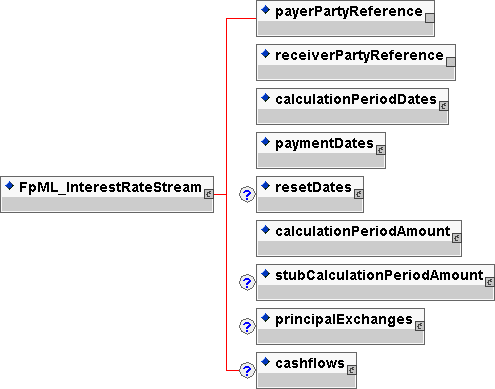 payerPartyReference
receiverPartyReference
calculationPeriodDates
paymentDates
FpML_InterestRateStream
? resetDates
calculationPeriodAmount
? stubCalculationPeriodAmount
? principalExchanges
? cashflows